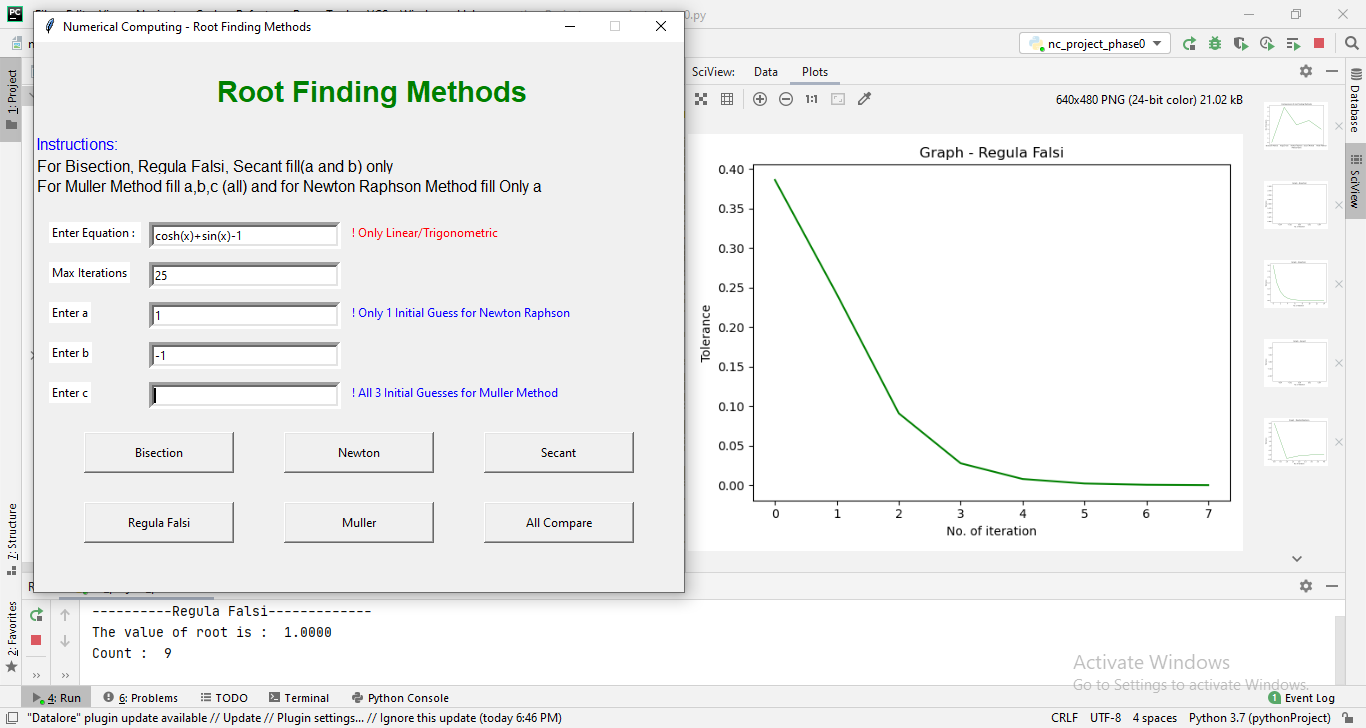 Numerical Computing - Root Finding Methods
0.py
nc_project_phase0
Root Finding Methods
Instructions:
For Bisection, Regula Falsi, Secant fill(a and b) only
For Muller Method fill a,b,c (all) and for Newton Raphson Method fill Only a
Enter Equation :
cosh(x)+sin(x)-1
! Only Linear/Trigonometric
Max Iterations
25
Enter a
1
! Only 1 Initial Guess for Newton Raphson
Enter b
-1
Enter c
! All 3 Initial Guesses for Muller Method
Bisection
Newton
Secant
Regula Falsi
Muller
All Compare
SciView:
Data
Plots
1:1
640x480 PNG (24-bit color) 21.02 kB
Graph - Regula Falsi
Tolerance
0.40
0.35
0.30
0.25
0.20
0.15
0.10
0.05
0.00
0 1 2 3 4 5 6 7
No. of iteration
1: Project
7: Structure
2: Favorites
Database
SciView
----------Regula Falsi-------------
The value of root is : 1.0000
Count : 9
Activate Windows
Go to Settings to activate Windows.
4: Run
6: Problems
TODO
Terminal
Python Console
1 Event Log
"Datalore" plugin update available // Update // Plugin settings... // Ignore this update (today 6:46 PM)
CRLF UTF-8 4 spaces Python 3.7 (pythonProject)